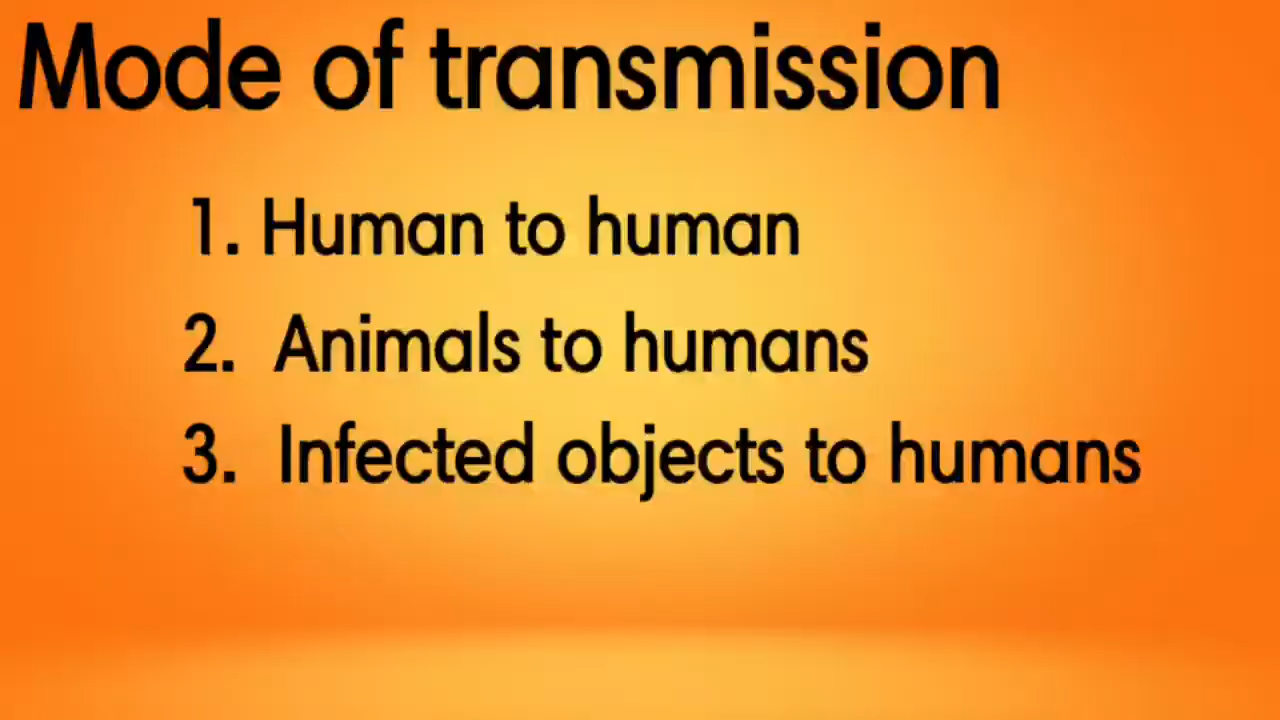 Mode of transmission
1. Human to human
2. Animals to humans
3. Infected objects to humans